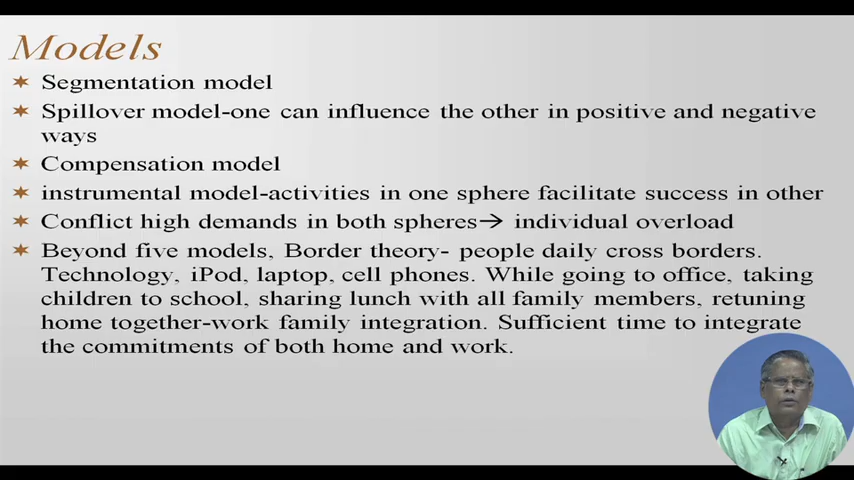 Models
Segmentation model
Spillover model-one can influence the other in positive and negative
ways
Compensation model
instrumental model-activities in one sphere facilitate success in other
Conflict high demands in both spheres→ individual overload
Beyond five models, Border theory- people daily cross borders.
Technology, iPod, laptop, cell phones. While going to office, taking
children to school, sharing lunch with all family members, retuning
home together-work family integration. Sufficient time to integrate
the commitments of both home and work.